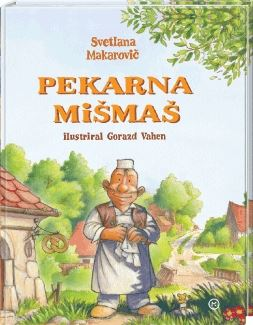 Svetlana
Makarovič
PEKARNA
MiŠMAŠ
ilustriral Gorazd Vahen